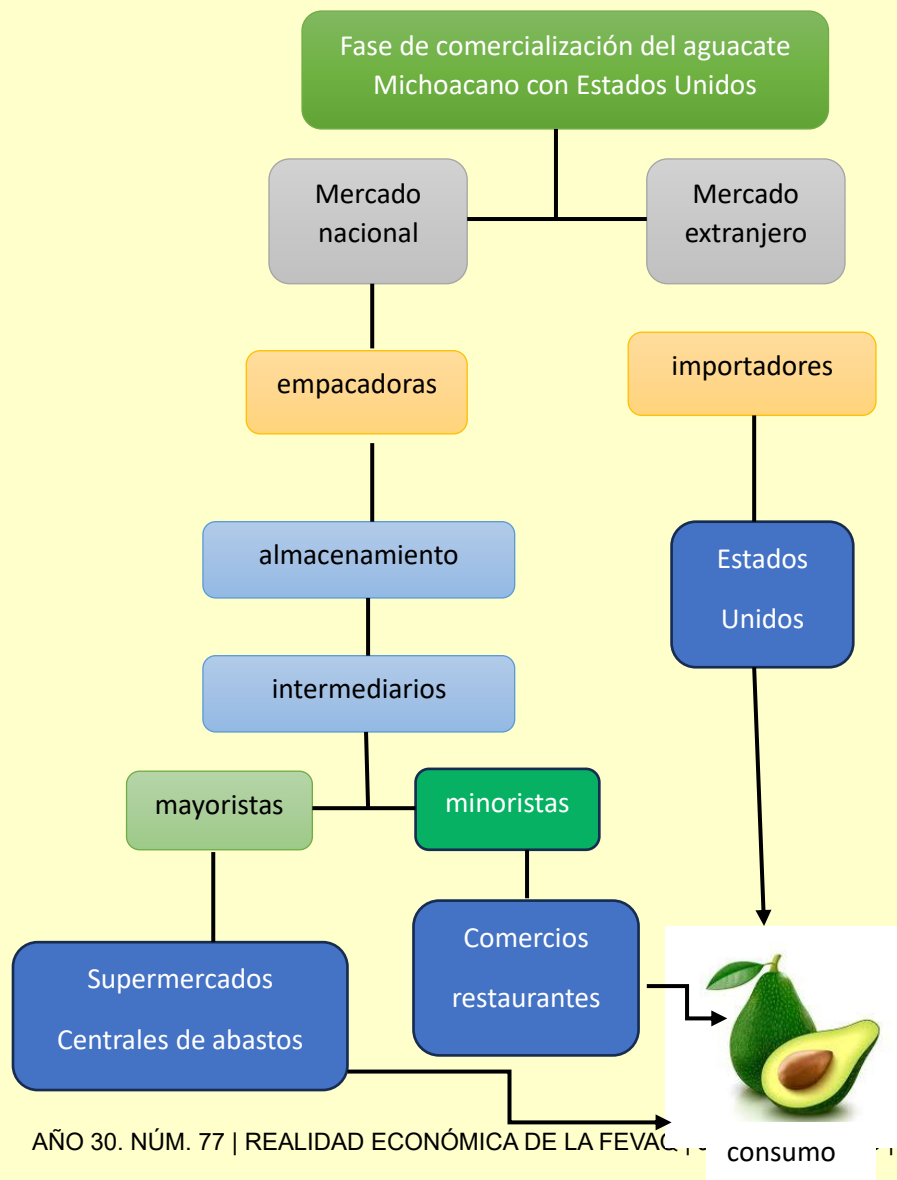 Fase de comercialización del aguacate
Michoacano con Estados Unidos
Mercado
nacional
Mercado
extranjero
empacadoras
importadores
almacenamiento
Estados
Unidos
intermediarios
mayoristas
minoristas
Comercios
restaurantes
Supermercados
Centrales de abastos
AÑO 30. NÚM. 77 | REALIDAD ECONÓMICA DE LA
consumo